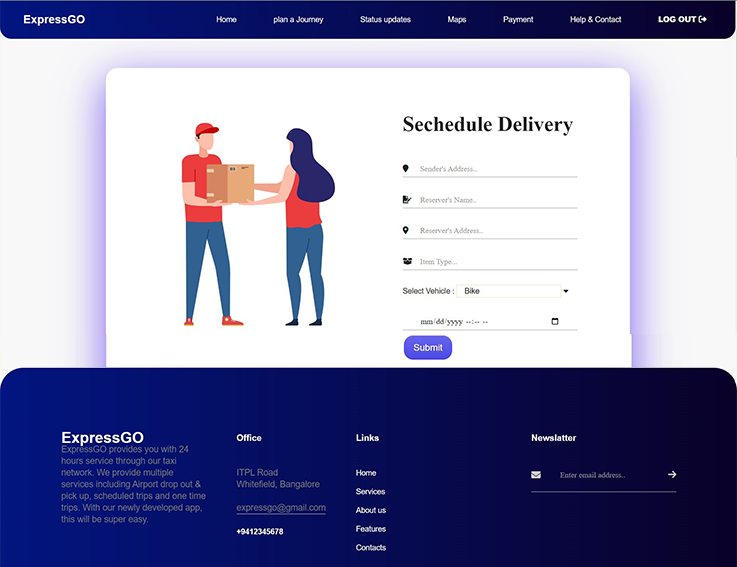 ExpressGO
Home
plan a Journey
Status updates
Maps
Payment
Help & Contact
LOG OUT
Sechedule Delivery
Sender's Address..
Reserver's Name..
Reserver's Address..
Item Type...
Select Vehicle : Bike
mm/dd/yyyy --:-- --
Submit
ExpressGO
ExpressGO provides you with 24
hours service through our taxi
network. We provide multiple
services including Airport drop out &
pick up, scheduled trips and one time
trips. With our newly developed app,
this will be super easy.
Office
ITPL Road
Whitefield, Bangalore
expressgo@gmail.com
+9412345678
Links
Home
Services
About us
Features
Contacts
Newslatter
Enter email address..